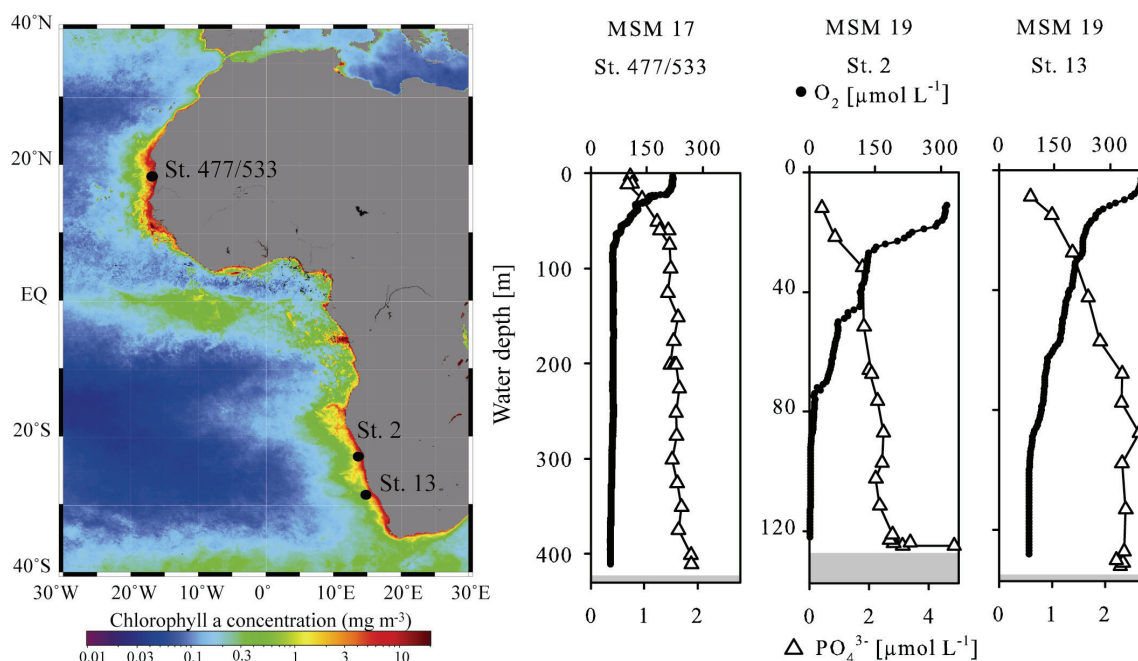 40°N
20°N
EQ
20°S
40°S
30°W 20°W 10°W 0°W 10°E 20°E 30°E
St. 477/533
St. 2
St. 13
Chlorophyll a concentration (mg m-3)
0.01 0.03 0.1 0.3 1 3 10
MSM 17
St. 477/533
MSM 19
St. 2
MSM 19
St. 13
● O₂ [µmol L⁻¹]
0 150 300
0 150 300
150 300
Water depth [m]
0
100
200
300
400
0
40
80
120
0 1 2
0 2 4
0 1 2
△ PO₄³⁻ [µmol L⁻¹]